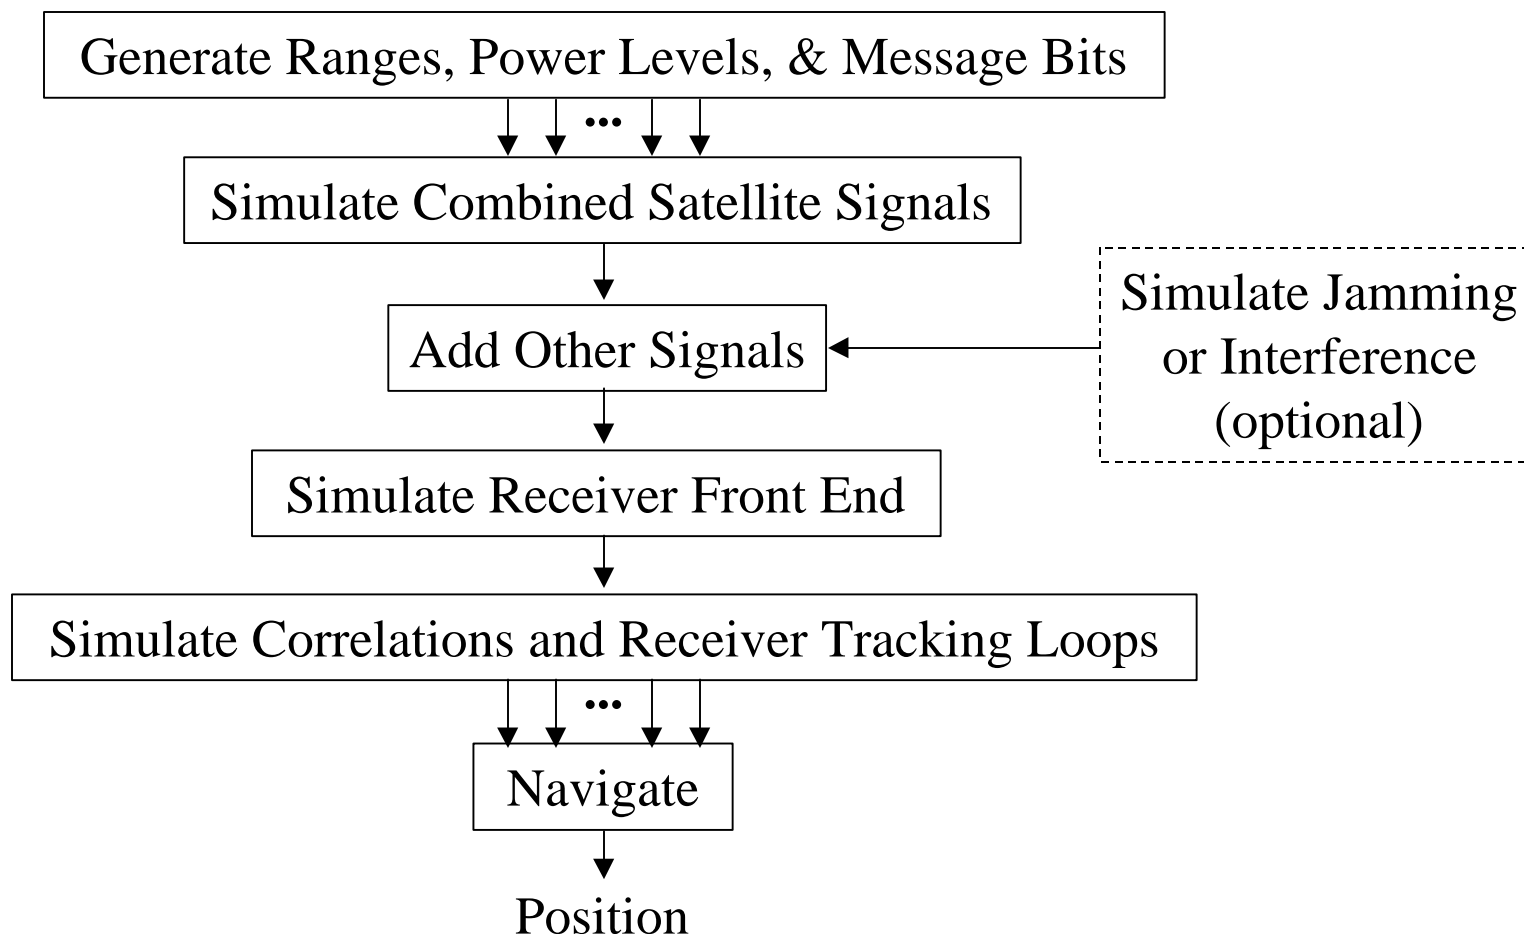 Generate Ranges, Power Levels, & Message Bits
...
Simulate Combined Satellite Signals
Add Other Signals
Simulate Jamming
or Interference
(optional)
Simulate Receiver Front End
Simulate Correlations and Receiver Tracking Loops
...
Navigate
Position